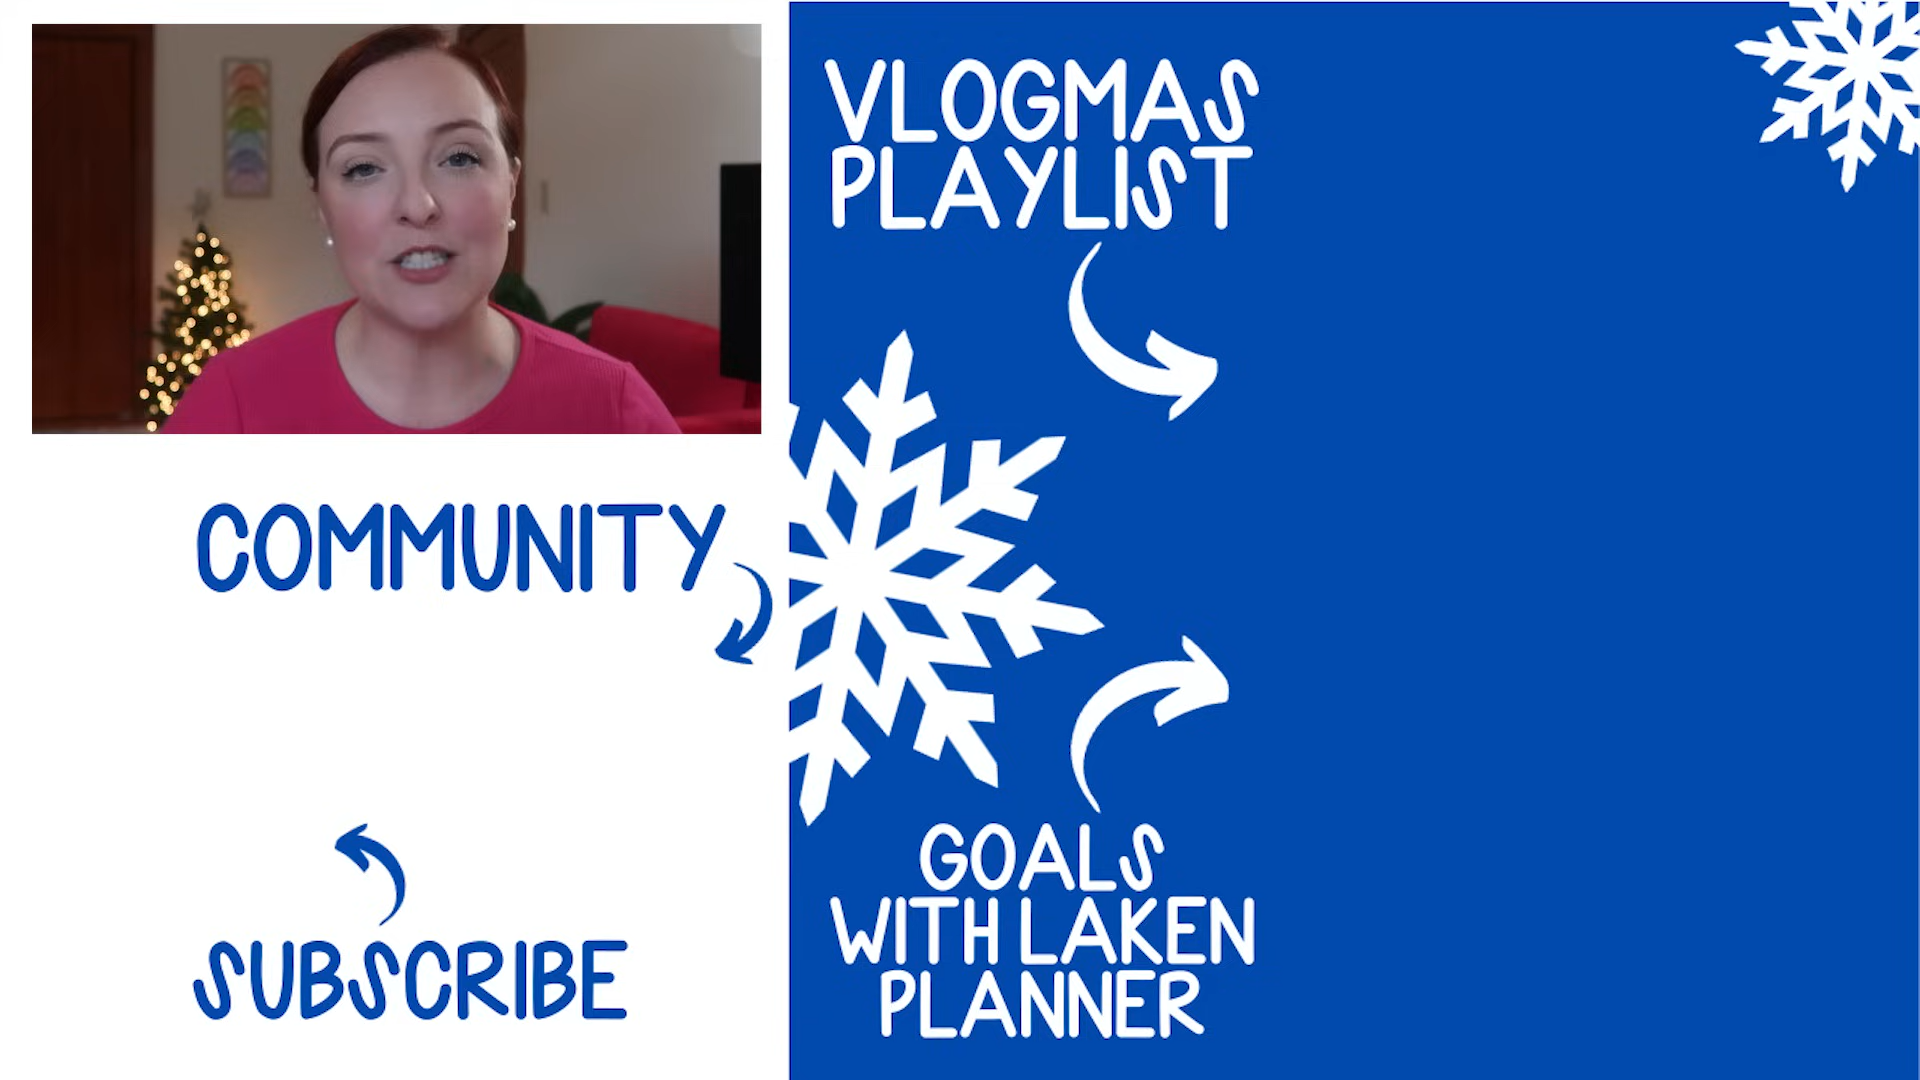 VLOGMAS
PLAYLIST
COMMUNITY
SUBSCRIBE
GOALS
WITH LAKEN
PLANNER